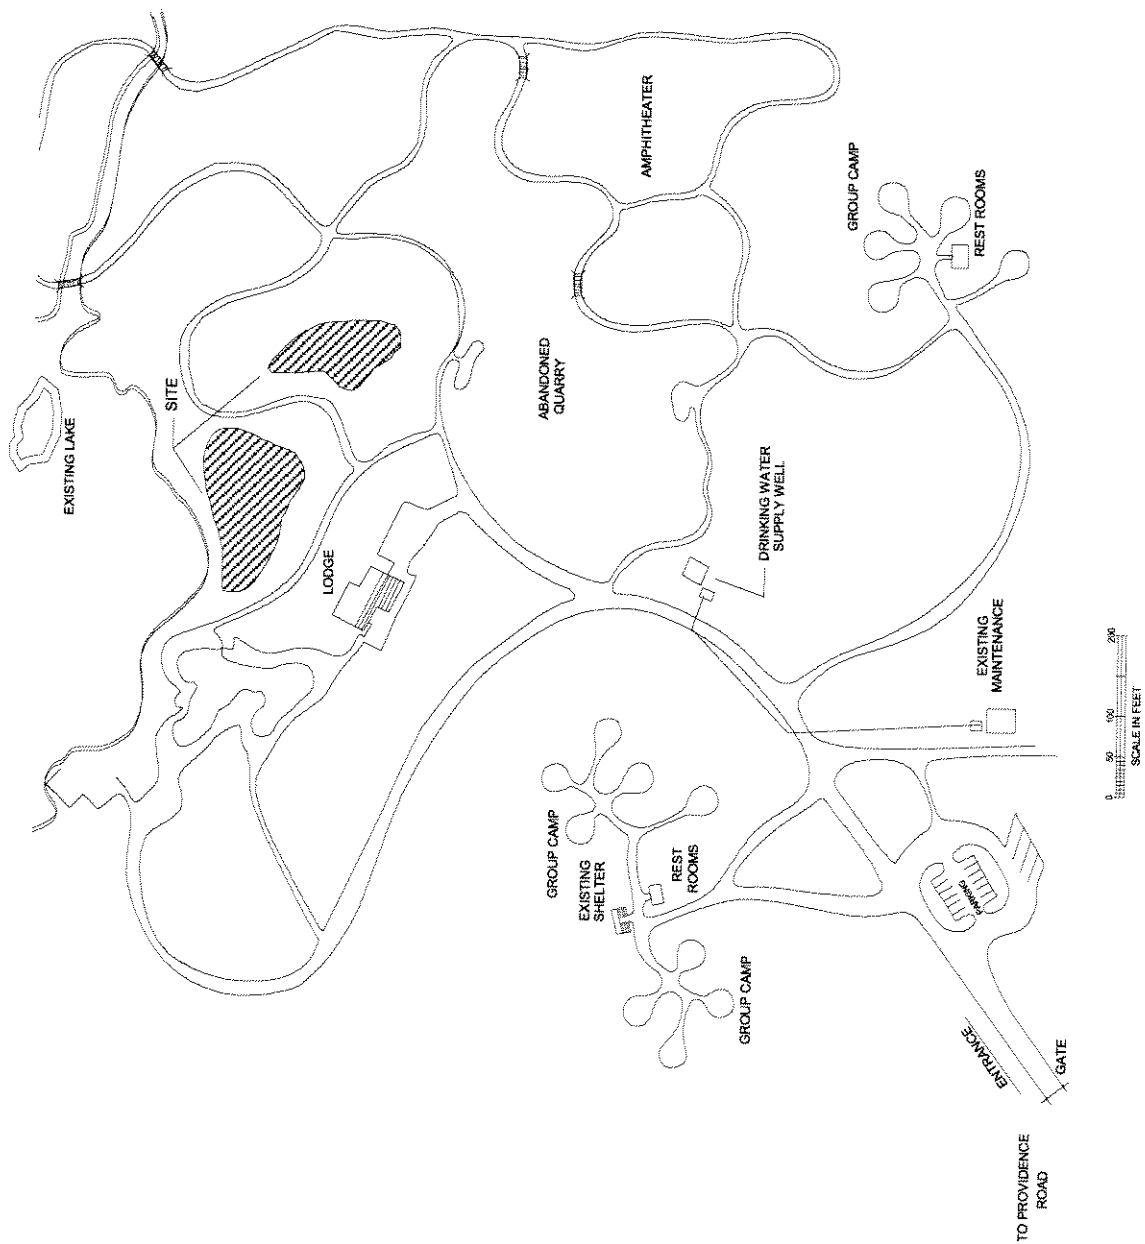 EXISTING LAKE
SITE
LODGE
ABANDONED
QUARRY
AMPHITHEATER
GROUP CAMP
REST ROOMS
DRINKING WATER
SUPPLY WELL
EXISTING
MAINTENANCE
GROUP CAMP
EXISTING
SHELTER
REST
ROOMS
GROUP CAMP
PARKING
ENTRANCE
GATE
TO PROVIDENCE
ROAD
0 50 100 200
SCALE IN FEET